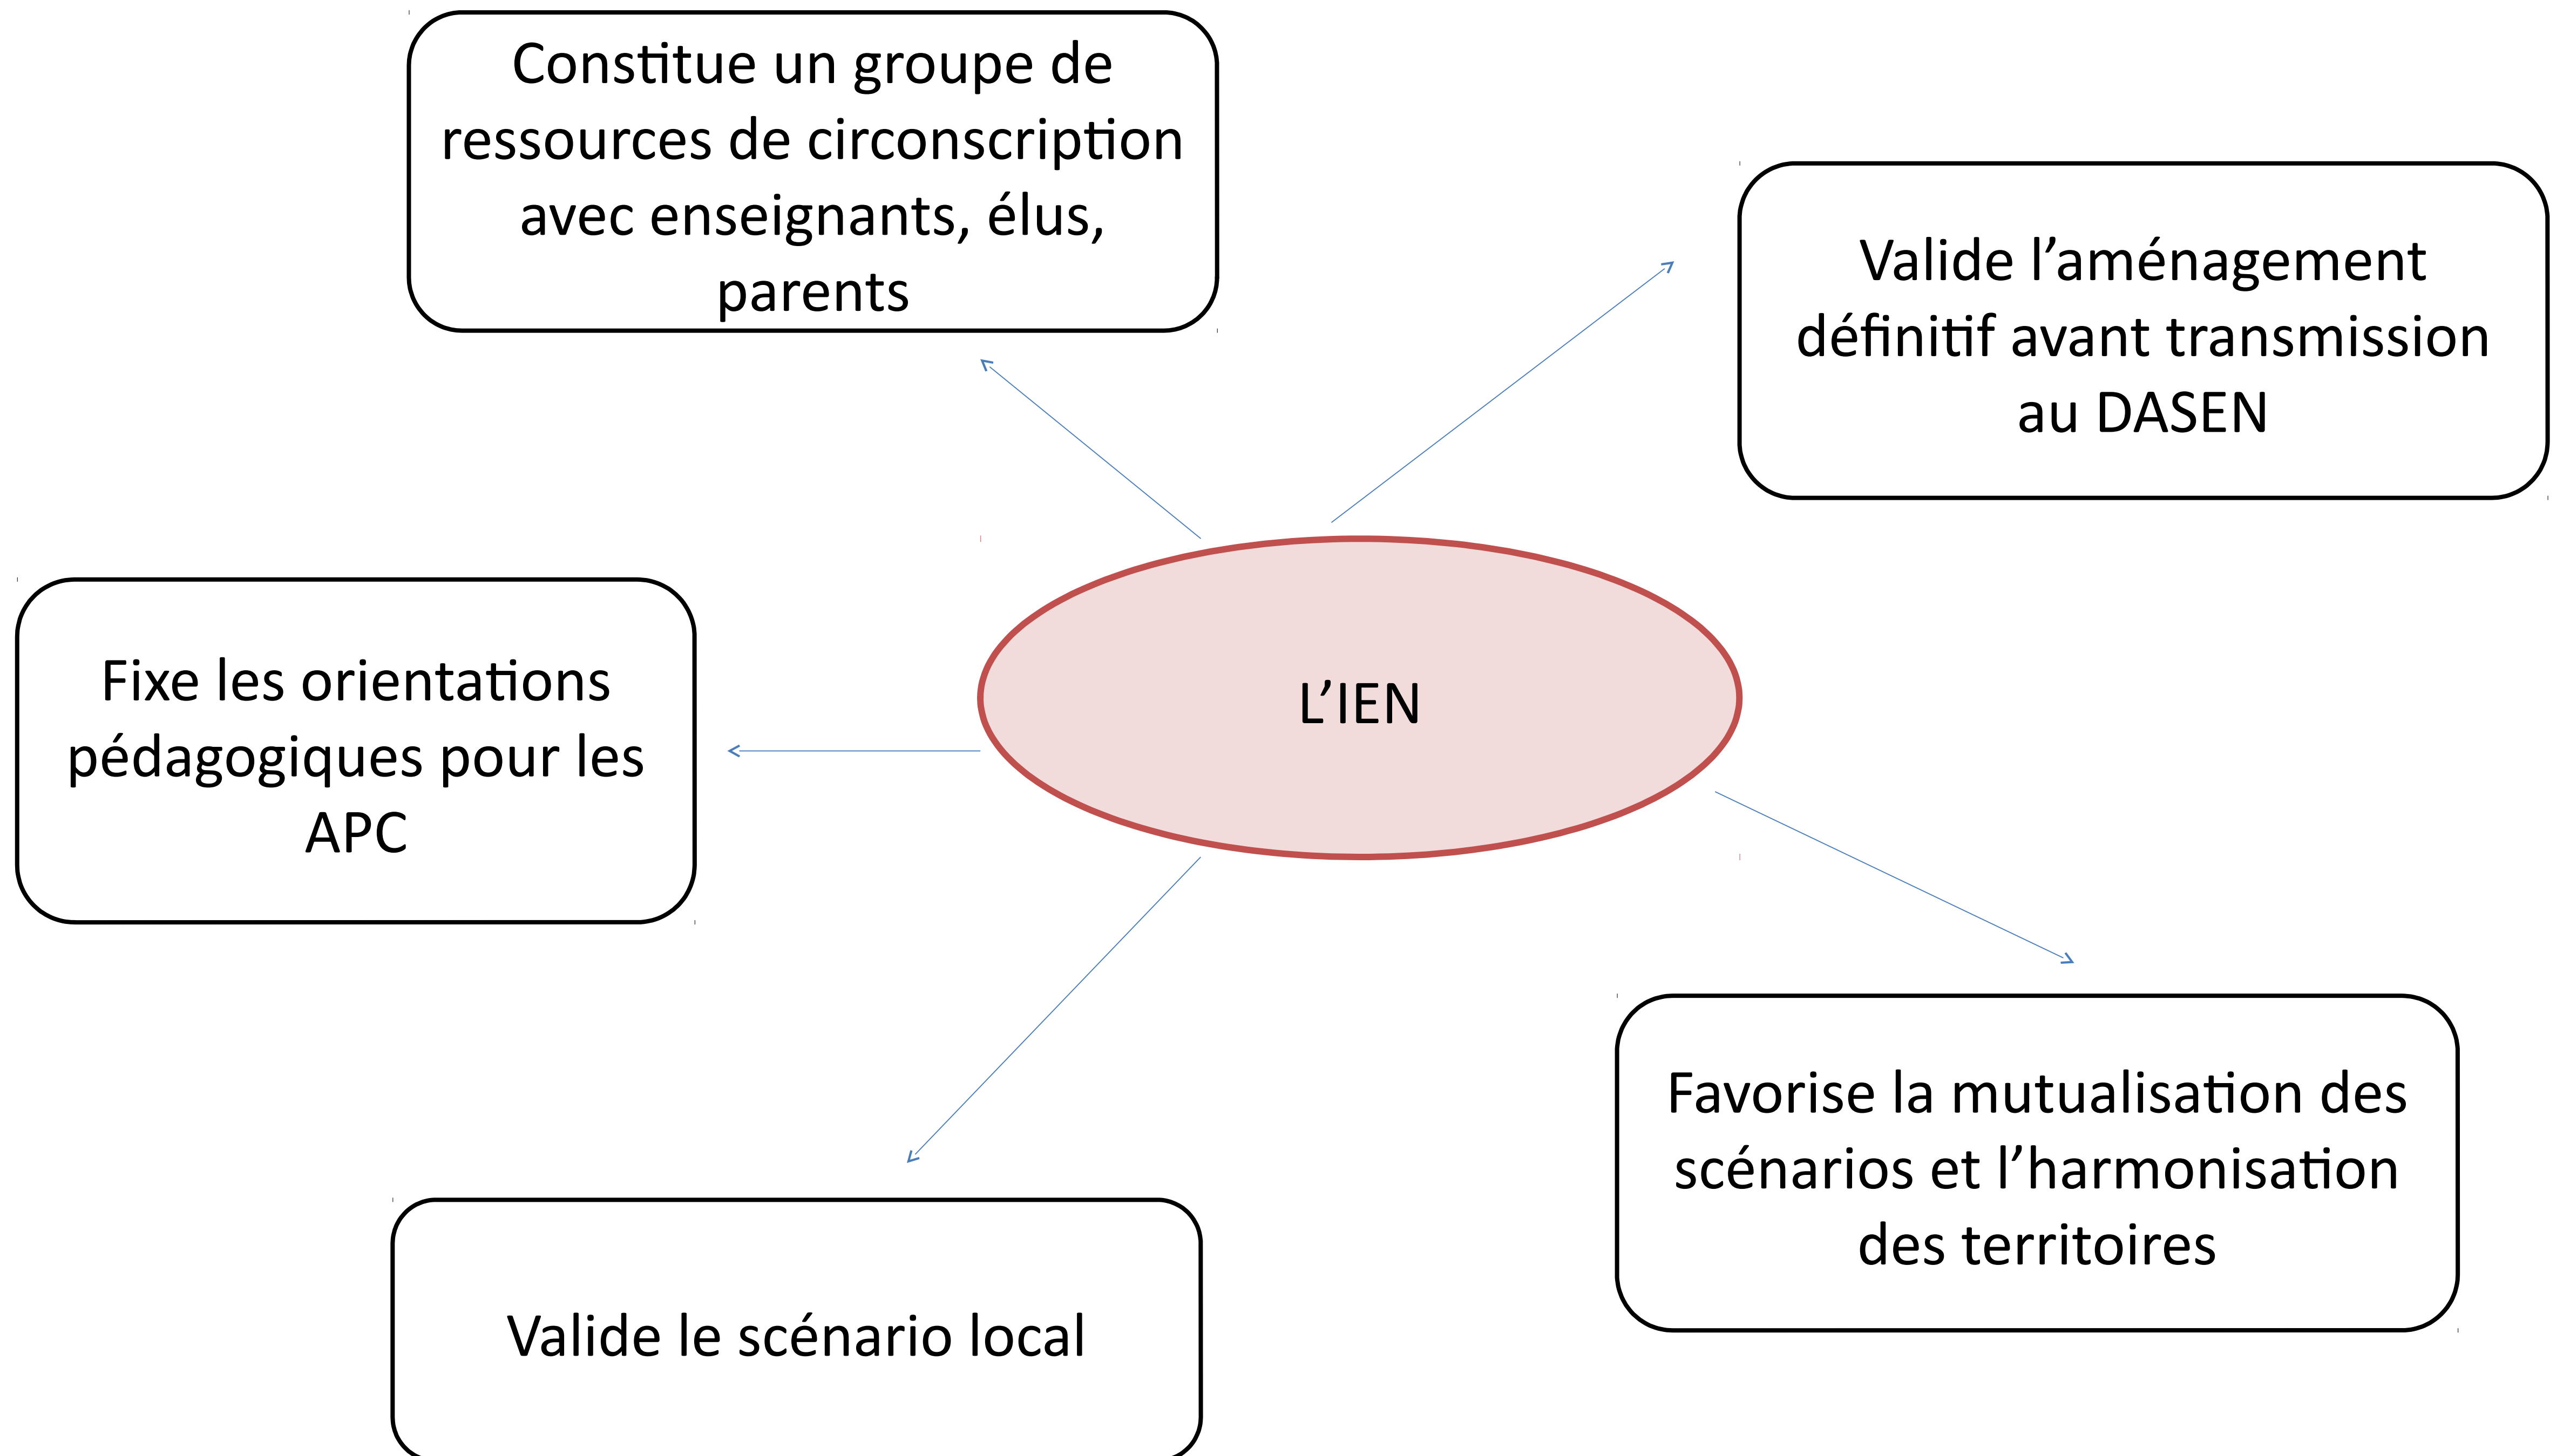 Constitue un groupe de
ressources de circonscription
avec enseignants, élus,
parents
Valide l’aménagement
définitif avant transmission
au DASEN
Fixe les orientations
pédagogiques pour les
APC
L’IEN
Favorise la mutualisation des
scénarios et l’harmonisation
des territoires
Valide le scénario local